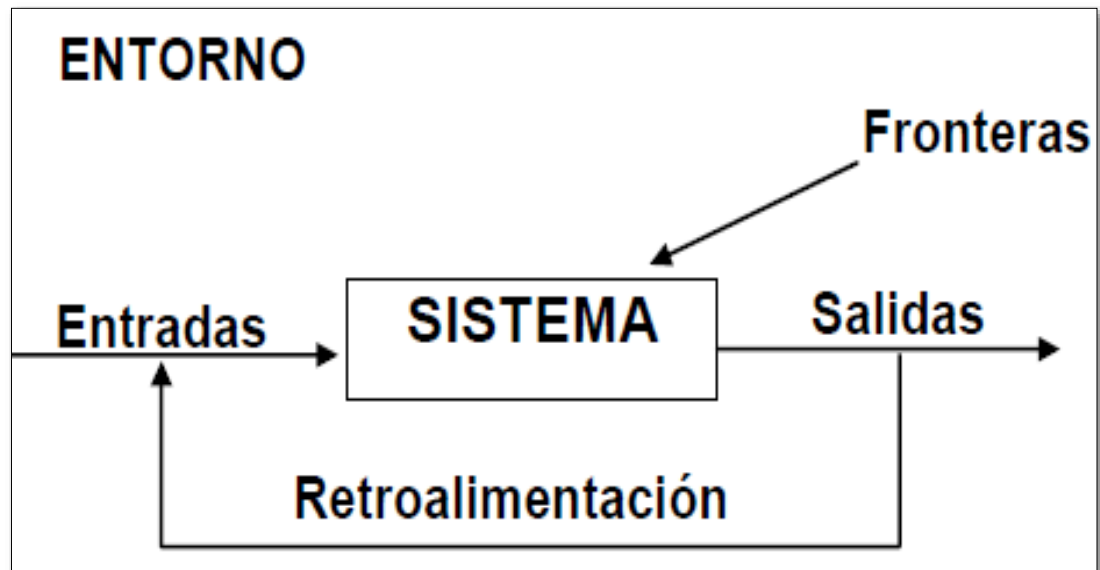 ENTORNO
Fronteras
Entradas
SISTEMA
Salidas
Retroalimentación